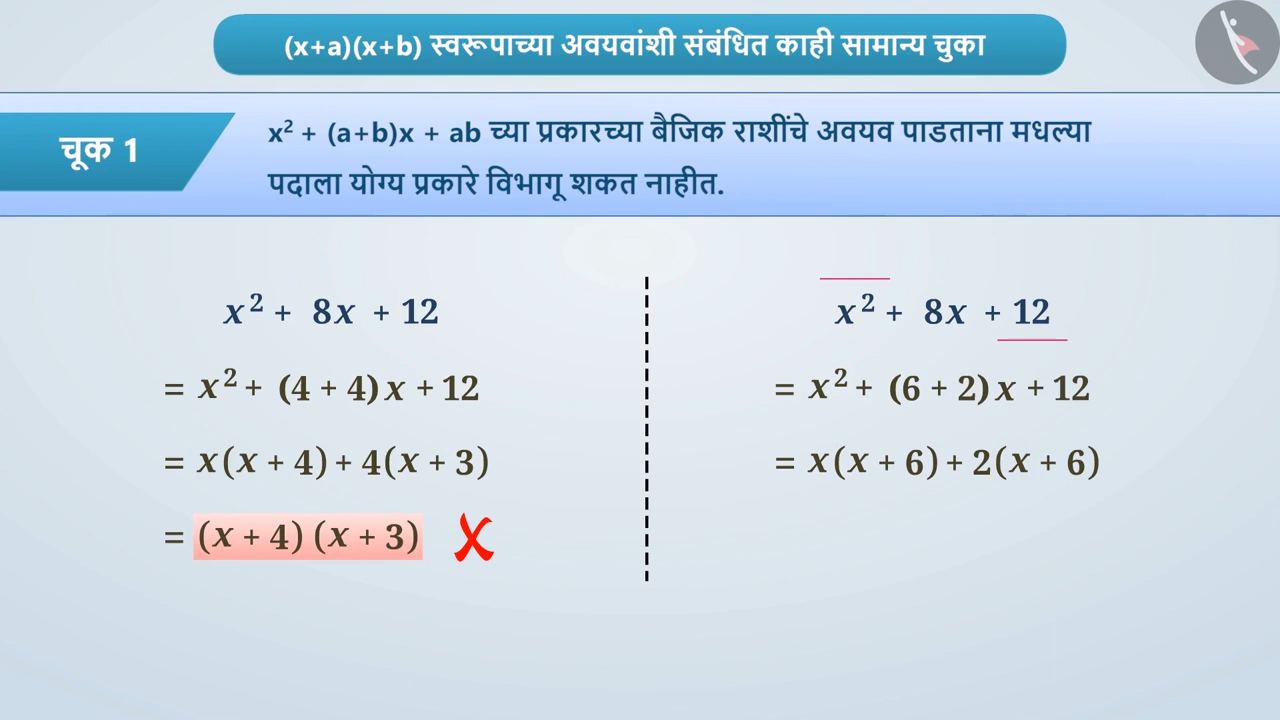 (x+a)(x+b) स्वरूपाच्या अवयवांशी संबंधित काही सामान्य चुका
चूक 1
x² + (a+b)x + ab च्या प्रकारच्या बैजिक राशींचे अवयव पाडताना मधल्या
पदाला योग्य प्रकारे विभागू शकत नाहीत.
x² + 8x + 12
= x² + (4 + 4)x + 12
= x(x + 4) + 4(x + 3)
= (x + 4) (x + 3) X
x² + 8x + 12
= x² + (6 + 2)x + 12
= x(x + 6) + 2(x + 6)